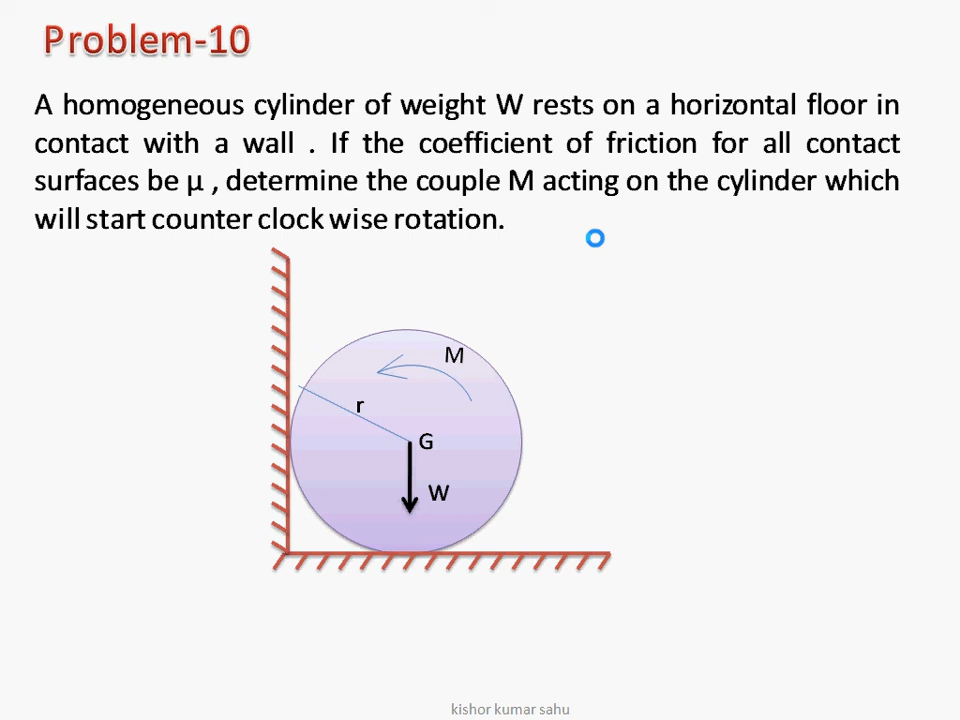 Problem-10
A homogeneous cylinder of weight W rests on a horizontal floor in
contact with a wall . If the coefficient of friction for all contact
surfaces be µ , determine the couple M acting on the cylinder which
will start counter clock wise rotation.
M
r
G
W
kishor kumar sahu